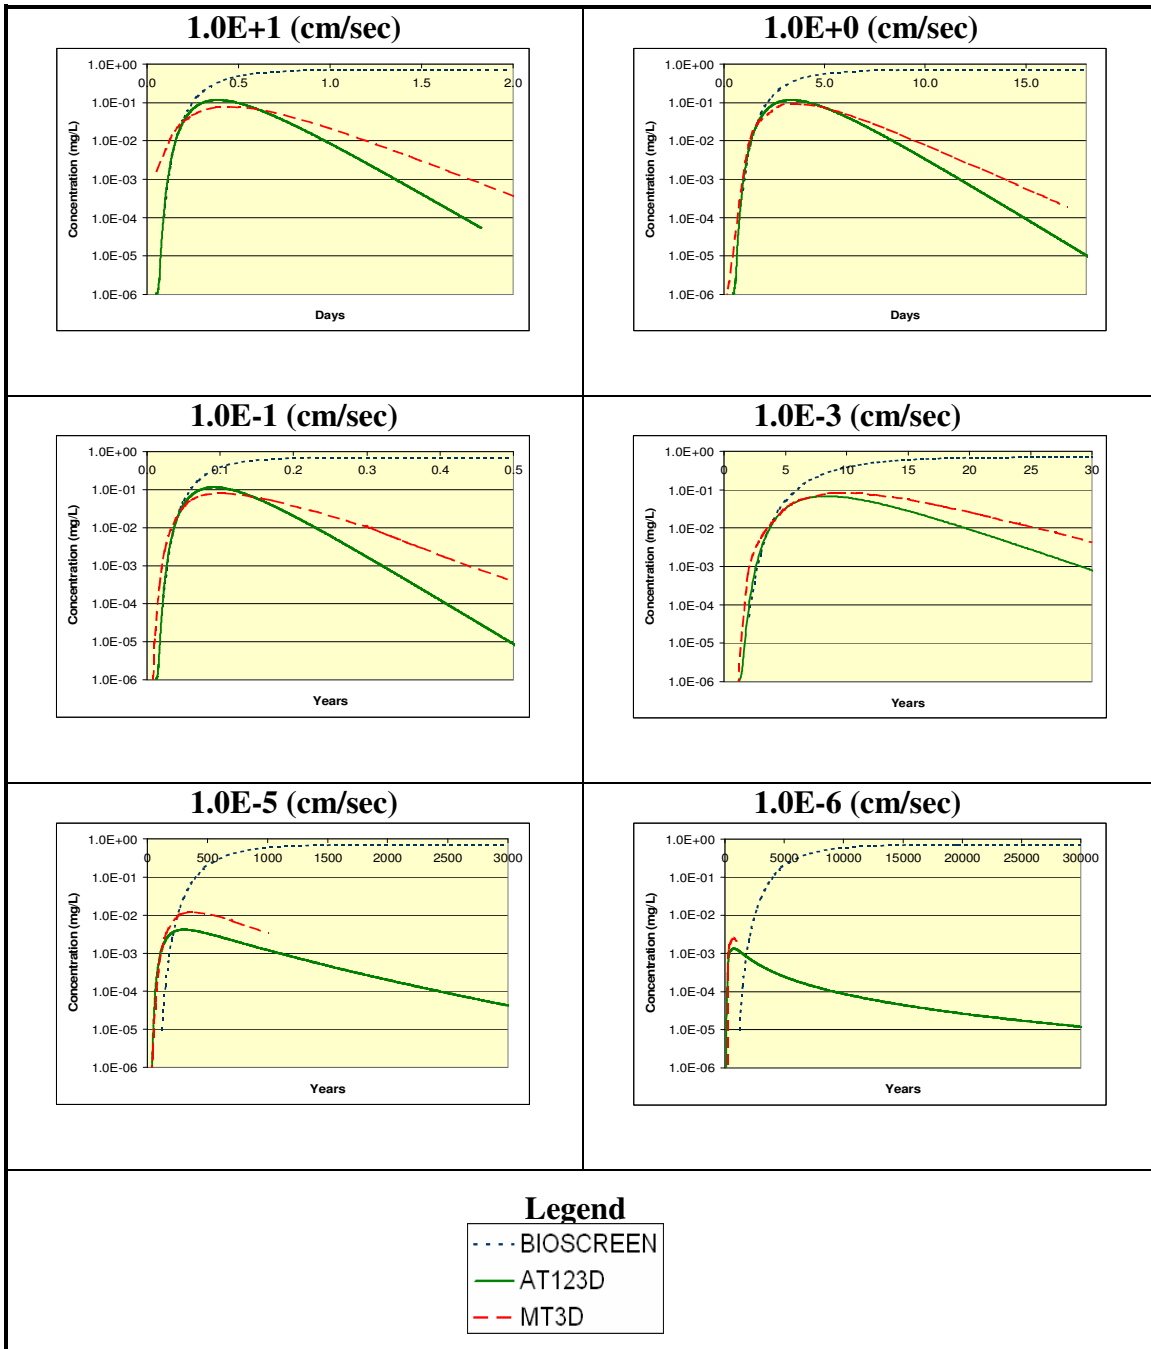 1.0E+1 (cm/sec)
1.0E+00
1.0E-01
1.0E-02
1.0E-03
1.0E-04
1.0E-05
1.0E-06
0.0 0.5 1.0 1.5 2.0
Concentration (mg/L)
Days
1.0E+0 (cm/sec)
1.0E+00
1.0E-01
1.0E-02
1.0E-03
1.0E-04
1.0E-05
1.0E-06
0.0 5.0 10.0 15.0
Concentration (mg/L)
Days
1.0E-1 (cm/sec)
1.0E+00
1.0E-01
1.0E-02
1.0E-03
1.0E-04
1.0E-05
1.0E-06
0.0 0.1 0.2 0.3 0.4 0.5
Concentration (mg/L)
Years
1.0E-3 (cm/sec)
1.0E+00
1.0E-01
1.0E-02
1.0E-03
1.0E-04
1.0E-05
1.0E-06
0 5 10 15 20 25 30
Concentration (mg/L)
Years
1.0E-5 (cm/sec)
1.0E+00
1.0E-01
1.0E-02
1.0E-03
1.0E-04
1.0E-05
1.0E-06
0 500 1000 1500 2000 2500 3000
Concentration (mg/L)
Years
1.0E-6 (cm/sec)
1.0E+00
1.0E-01
1.0E-02
1.0E-03
1.0E-04
1.0E-05
1.0E-06
0 5000 10000 15000 20000 25000 30000
Concentration (mg/L)
Years
Legend
BIOSCREEN
AT123D
MT3D